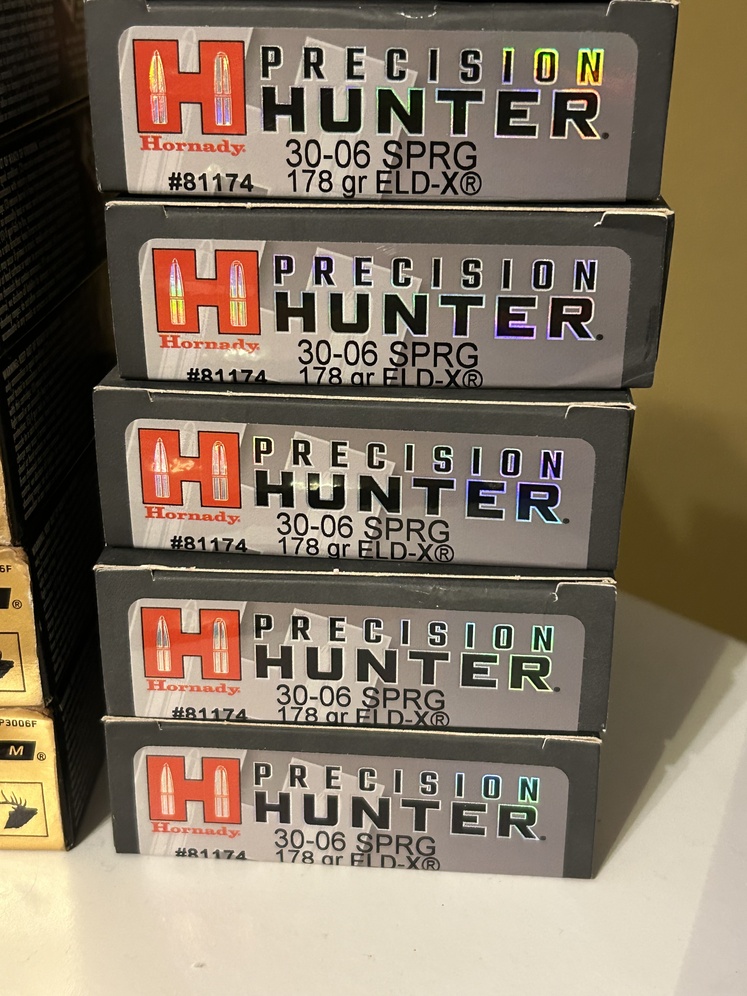 PRECISION
HUNTER®
Hornady®
30-06 SPRG
#81174 178 gr ELD-X®
PRECISION
HUNTER®
Hornady®
30-06 SPRG
#81174 178 gr ELD-X®
PRECISION
HUNTER®
Hornady®
30-06 SPRG
#81174 178 gr ELD-X®
PRECISION
HUNTER®
Hornady®
30-06 SPRG
#81174 178 gr ELD-X®
PRECISION
HUNTER®
Hornady®
30-06 SPRG
#81174 178 gr ELD-X®
6F
®
P3006F
M®